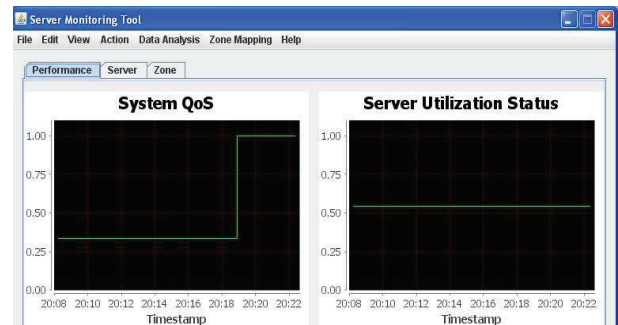 Server Monitoring Tool
File Edit View Action Data Analysis Zone Mapping Help
Performance Server Zone
System QoS
1.00
0.75
0.50
0.25
0.00
20:08 20:10 20:12 20:14 20:16 20:18 20:20 20:22
Timestamp
Server Utilization Status
1.00
0.75
0.50
0.25
0.00
20:08 20:10 20:12 20:14 20:16 20:18 20:20 20:22
Timestamp